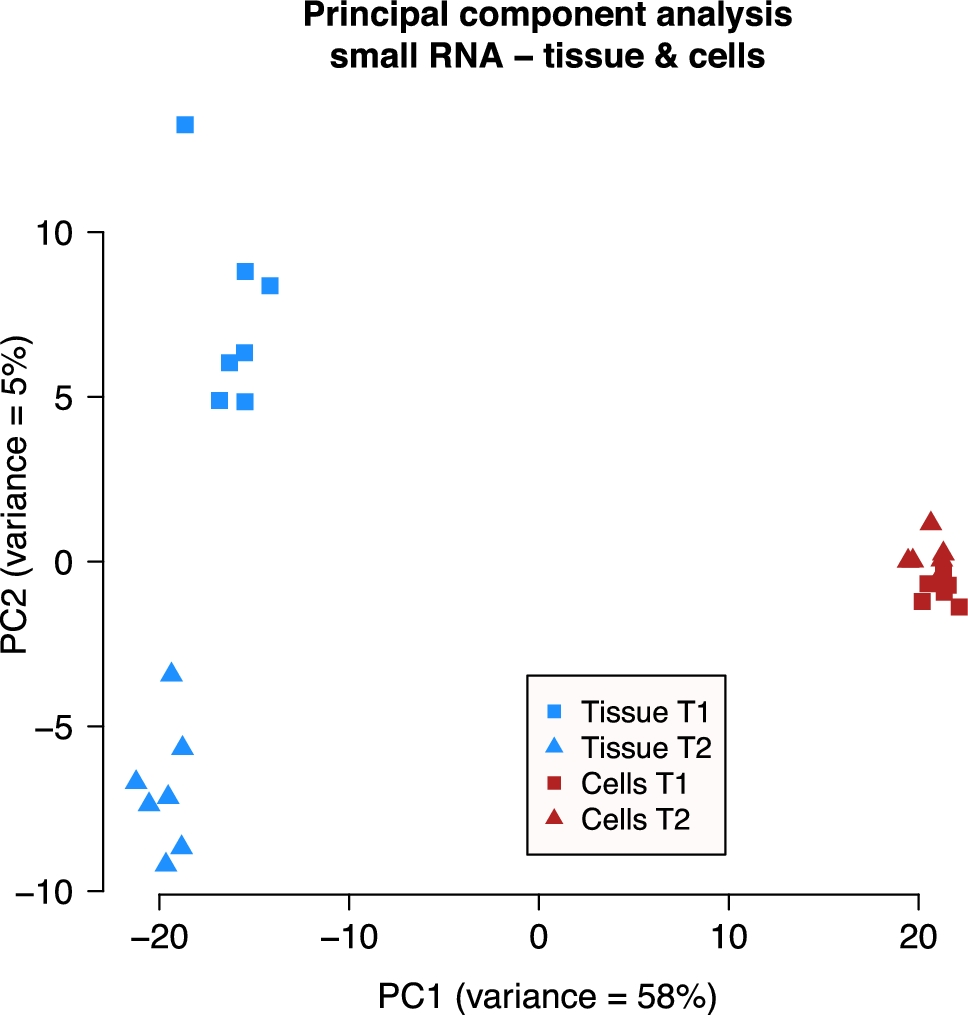 Principal component analysis
small RNA – tissue & cells
PC2 (variance = 5%)
10
5
0
−5
−10
Tissue T1
Tissue T2
Cells T1
Cells T2
−20
−10
0
10
20
PC1 (variance = 58%)